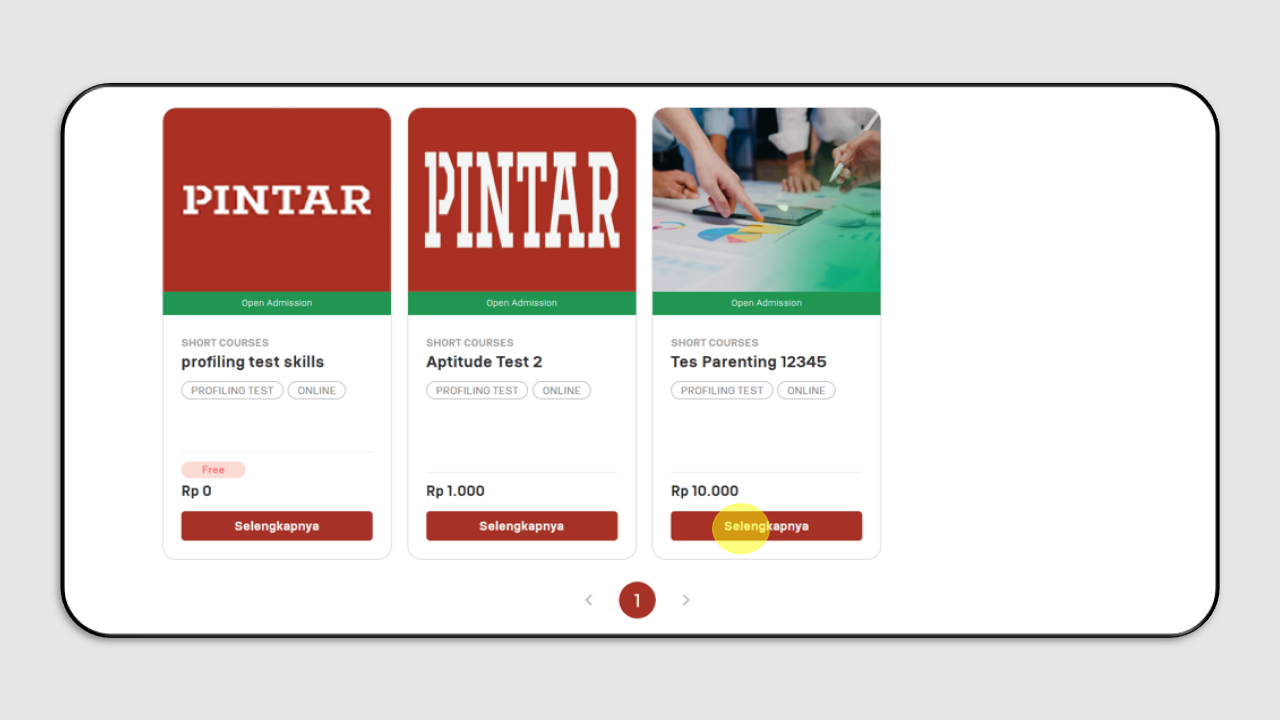 PINTAR
Open Admission
SHORT COURSES
profiling test skills
PROFILING TEST
ONLINE
Free
Rp 0
Selengkapnya
PINTAR
Open Admission
SHORT COURSES
Aptitude Test 2
PROFILING TEST
ONLINE
Rp 1.000
Selengkapnya
Open Admission
SHORT COURSES
Tes Parenting 12345
PROFILING TEST
ONLINE
Rp 10.000
Selengkapnya
1